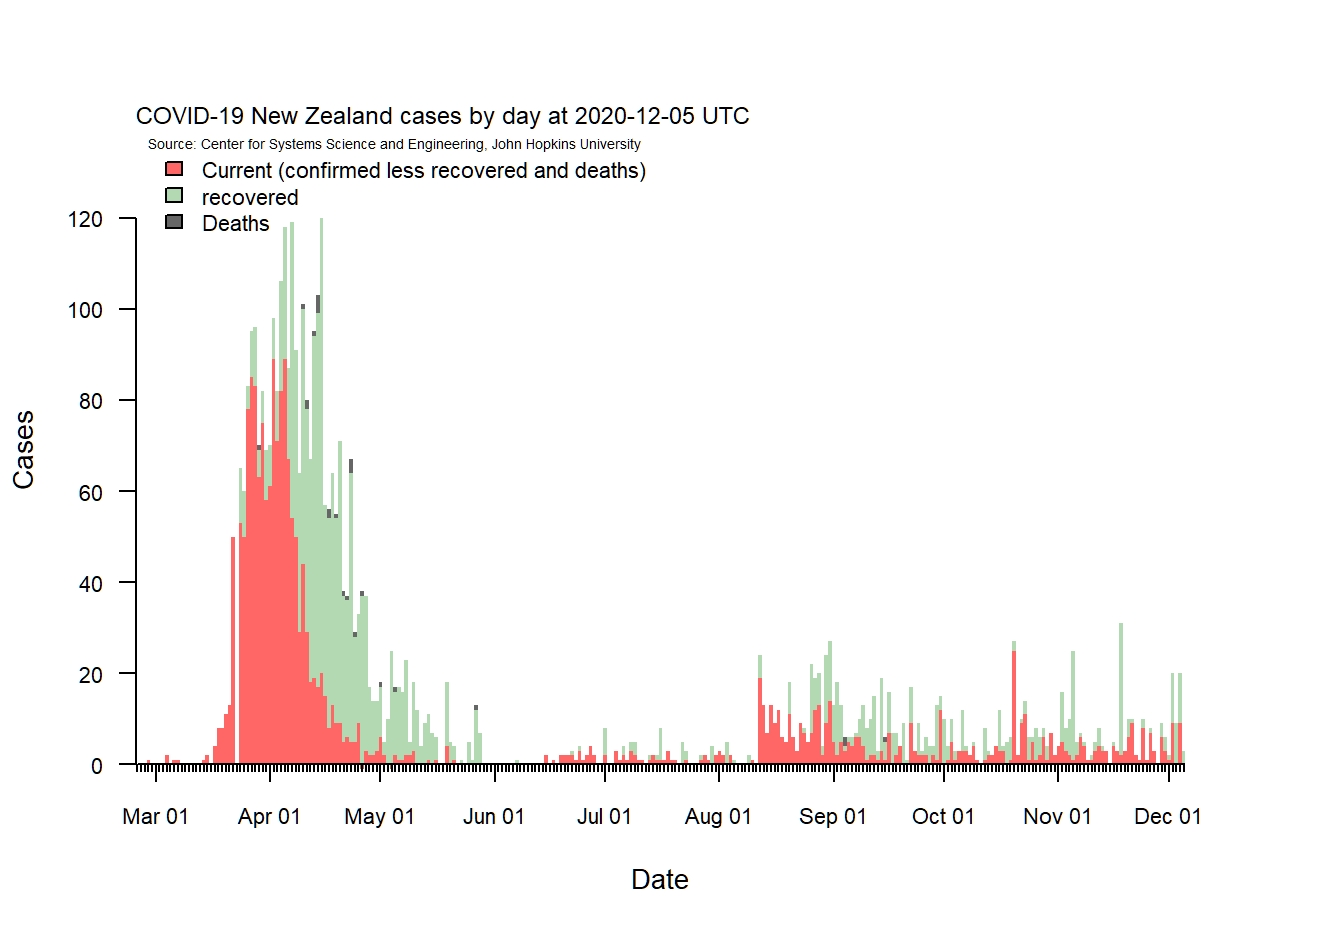 COVID-19 New Zealand cases by day at 2020-12-05 UTC
Source: Center for Systems Science and Engineering, John Hopkins University
Current (confirmed less recovered and deaths)
recovered
Deaths
120
100
80
60
40
20
0
Cases
Mar 01 Apr 01 May 01 Jun 01 Jul 01 Aug 01 Sep 01 Oct 01 Nov 01 Dec 01
Date